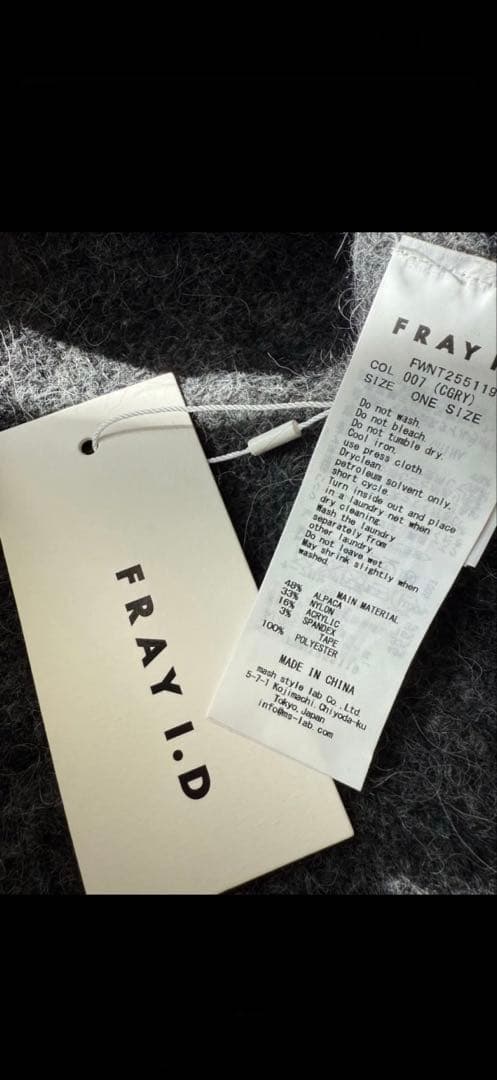 FRAY I.D
FRAY I
FWNT255119
COL 007 (CGRY)
SIZE ONE SIZE
Do not wash.
Do not bleach.
Do not tumble dry.
Cool iron.
use press cloth.
Dryclean.
petroleum solvent only.
short cycle.
Turn inside out and place
in a laundry net when
dry cleaning.
Wash the laundry
separately from
other laundry.
Do not leave wet.
May shrink slightly when
washed.
MAIN MATERIAL
48% ALPACA
33% NYLON
16% ACRYLIC
3% SPANDEX
TAPE
100% POLYESTER
MADE IN CHINA
mash style lab Co.,Ltd.
5-7-1 Kojimachi.Chiyoda-ku
Tokyo.Japan
info@ms-lab.com